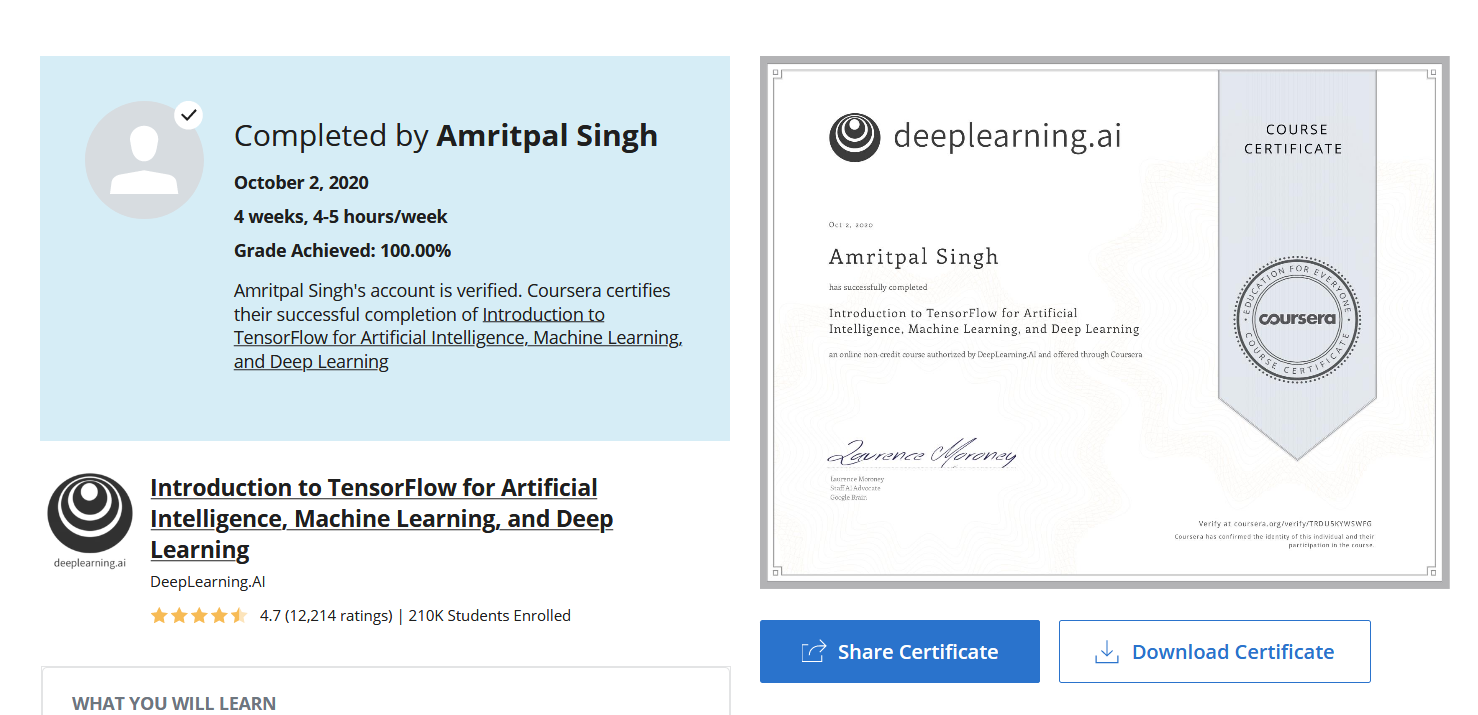 Completed by Amritpal Singh
October 2, 2020
4 weeks, 4-5 hours/week
Grade Achieved: 100.00%
Amritpal Singh's account is verified. Coursera certifies
their successful completion of Introduction to
TensorFlow for Artificial Intelligence, Machine Learning,
and Deep Learning
deeplearning.ai
Introduction to TensorFlow for Artificial
Intelligence, Machine Learning, and Deep
Learning
DeepLearning.AI
4.7 (12,214 ratings) | 210K Students Enrolled
WHAT YOU WILL LEARN
deeplearning.ai
COURSE
CERTIFICATE
Oct 2, 2020
Amritpal Singh
has successfully completed
Introduction to TensorFlow for Artificial
Intelligence, Machine Learning, and Deep Learning
an online non-credit course authorized by DeepLearning.AI and offered through Coursera
EDUCATION FOR EVERYONE
coursera
COURSE CERTIFICATE
Laurence Moroney
Laurence Moroney
Staff AI Advocate
Google Brain
Verify at coursera.org/verify/TRDU5KYWSWFG
Coursera has confirmed the identity of this individual and their
participation in the course.
Share Certificate
Download Certificate